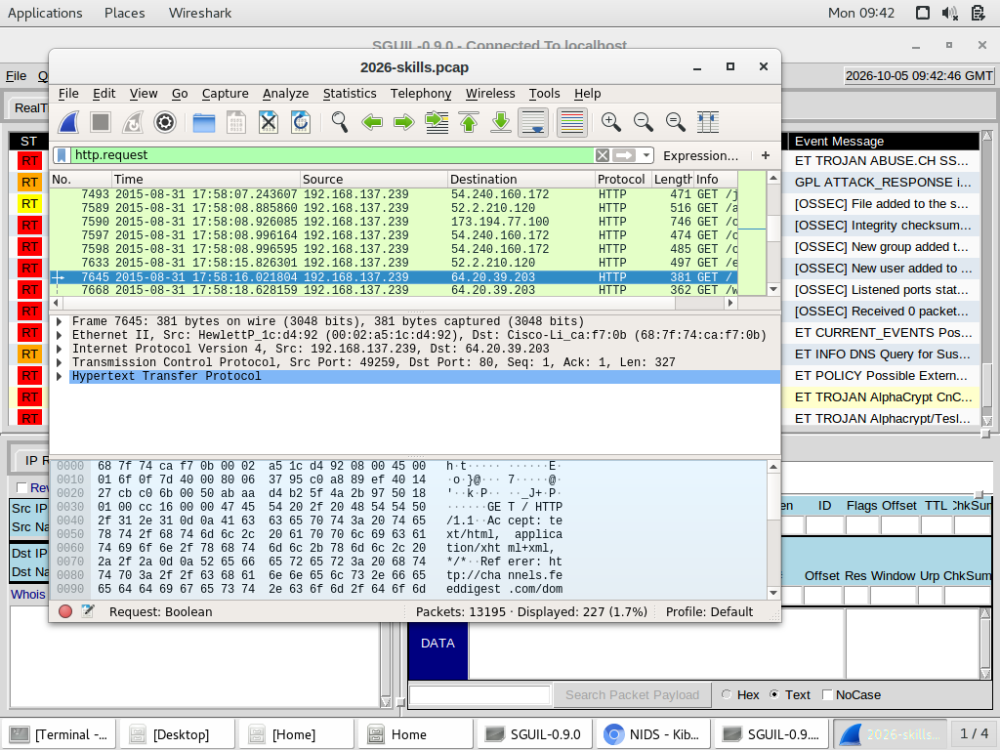 Applications Places Wireshark Mon 09:42
SGUIL-0.9.0 - Connected To localhost
File Q
2026-10-05 09:42:46 GMT
RealT
2026-skills.pcap
File Edit View Go Capture Analyze Statistics Telephony Wireless Tools Help
http.request
Expression… +
No. Time Source Destination Protocol Length Info
7493 2015-08-31 17:58:07.243607 192.168.137.239 54.240.160.172 HTTP 471 GET /j
7589 2015-08-31 17:58:08.885860 192.168.137.239 52.2.210.120 HTTP 516 GET /a
7590 2015-08-31 17:58:08.926085 192.168.137.239 173.194.77.100 HTTP 746 GET /c
7597 2015-08-31 17:58:08.996164 192.168.137.239 54.240.160.172 HTTP 474 GET /c
7598 2015-08-31 17:58:08.996595 192.168.137.239 54.240.160.172 HTTP 485 GET /c
7633 2015-08-31 17:58:15.826301 192.168.137.239 52.2.210.120 HTTP 497 GET /e
7645 2015-08-31 17:58:16.021804 192.168.137.239 64.20.39.203 HTTP 381 GET /
7668 2015-08-31 17:58:18.628159 192.168.137.239 64.20.39.203 HTTP 362 GET /w
Frame 7645: 381 bytes on wire (3048 bits), 381 bytes captured (3048 bits)
Ethernet II, Src: HewlettP_1c:d4:92 (00:02:a5:1c:d4:92), Dst: Cisco-Li_ca:f7:0b (68:7f:74:ca:f7:0b)
Internet Protocol Version 4, Src: 192.168.137.239, Dst: 64.20.39.203
Transmission Control Protocol, Src Port: 49259, Dst Port: 80, Seq: 1, Ack: 1, Len: 327
Hypertext Transfer Protocol
0000 68 7f 74 ca f7 0b 00 02 a5 1c d4 92 08 00 45 00 h·t····· ······E·
0010 01 6f 0f 7d 40 00 80 06 37 95 c0 a8 89 ef 40 14 ·o·}@··· 7·····@·
0020 27 cb c0 6b 00 50 ab aa d4 b2 5f 4a 2b 97 50 18 '··k·P·· ··_J+·P·
0030 01 00 cc 16 00 00 47 45 54 20 2f 20 48 54 54 50 ······GE T / HTTP
0040 2f 31 2e 31 0d 0a 41 63 63 65 70 74 3a 20 74 65 /1.1··Ac cept: te
0050 78 74 2f 68 74 6d 6c 2c 20 61 70 70 6c 69 63 61 xt/html, applica
0060 74 69 6f 6e 2f 78 68 74 6d 6c 2b 78 6d 6c 2c 20 tion/xht ml+xml,
0070 2a 2f 2a 0d 0a 52 65 66 65 72 65 72 3a 20 68 74 */*··Ref erer: ht
0080 74 70 3a 2f 2f 63 68 61 6e 6e 65 6c 73 2e 66 65 tp://cha nnels.fe
0090 65 64 64 69 67 65 73 74 2e 63 6f 6d 2f 64 6f 6d eddigest .com/dom
Request: Boolean Packets: 13195 · Displayed: 227 (1.7%) Profile: Default
ST Event Message
RT ET TROJAN ABUSE.CH SS...
RT GPL ATTACK_RESPONSE i...
RT [OSSEC] File added to the s...
RT [OSSEC] Integrity checksum...
RT [OSSEC] New group added t...
RT [OSSEC] New user added to ...
RT [OSSEC] Listened ports stat...
RT [OSSEC] Received 0 packet...
RT ET CURRENT_EVENTS Pos...
RT ET INFO DNS Query for Sus...
RT ET POLICY Possible Extern...
RT ET TROJAN AlphaCrypt CnC...
RT ET TROJAN Alphacrypt/Tesl...
IP R
Rev
Src IP
Src Na
Dst IP
Dst Na
Whois
en ID Flags Offset TTL ChkSum
Offset Res Window Urp ChkSum
DATA
Search Packet Payload Hex Text NoCase
[Terminal -... [Desktop] [Home] Home SGUIL-0.9.0 NIDS - Kib... SGUIL-0.9.... 2026-skills... 1 / 4